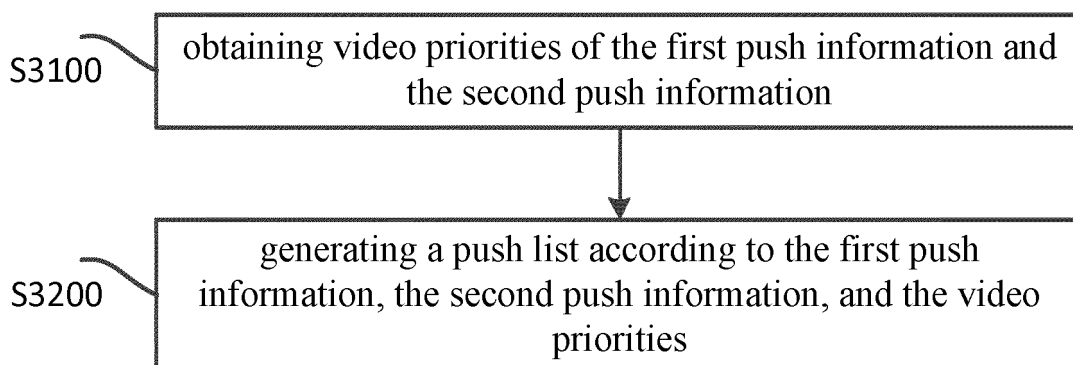 S3100
obtaining video priorities of the first push information and
the second push information
S3200
generating a push list according to the first push
information, the second push information, and the video
priorities